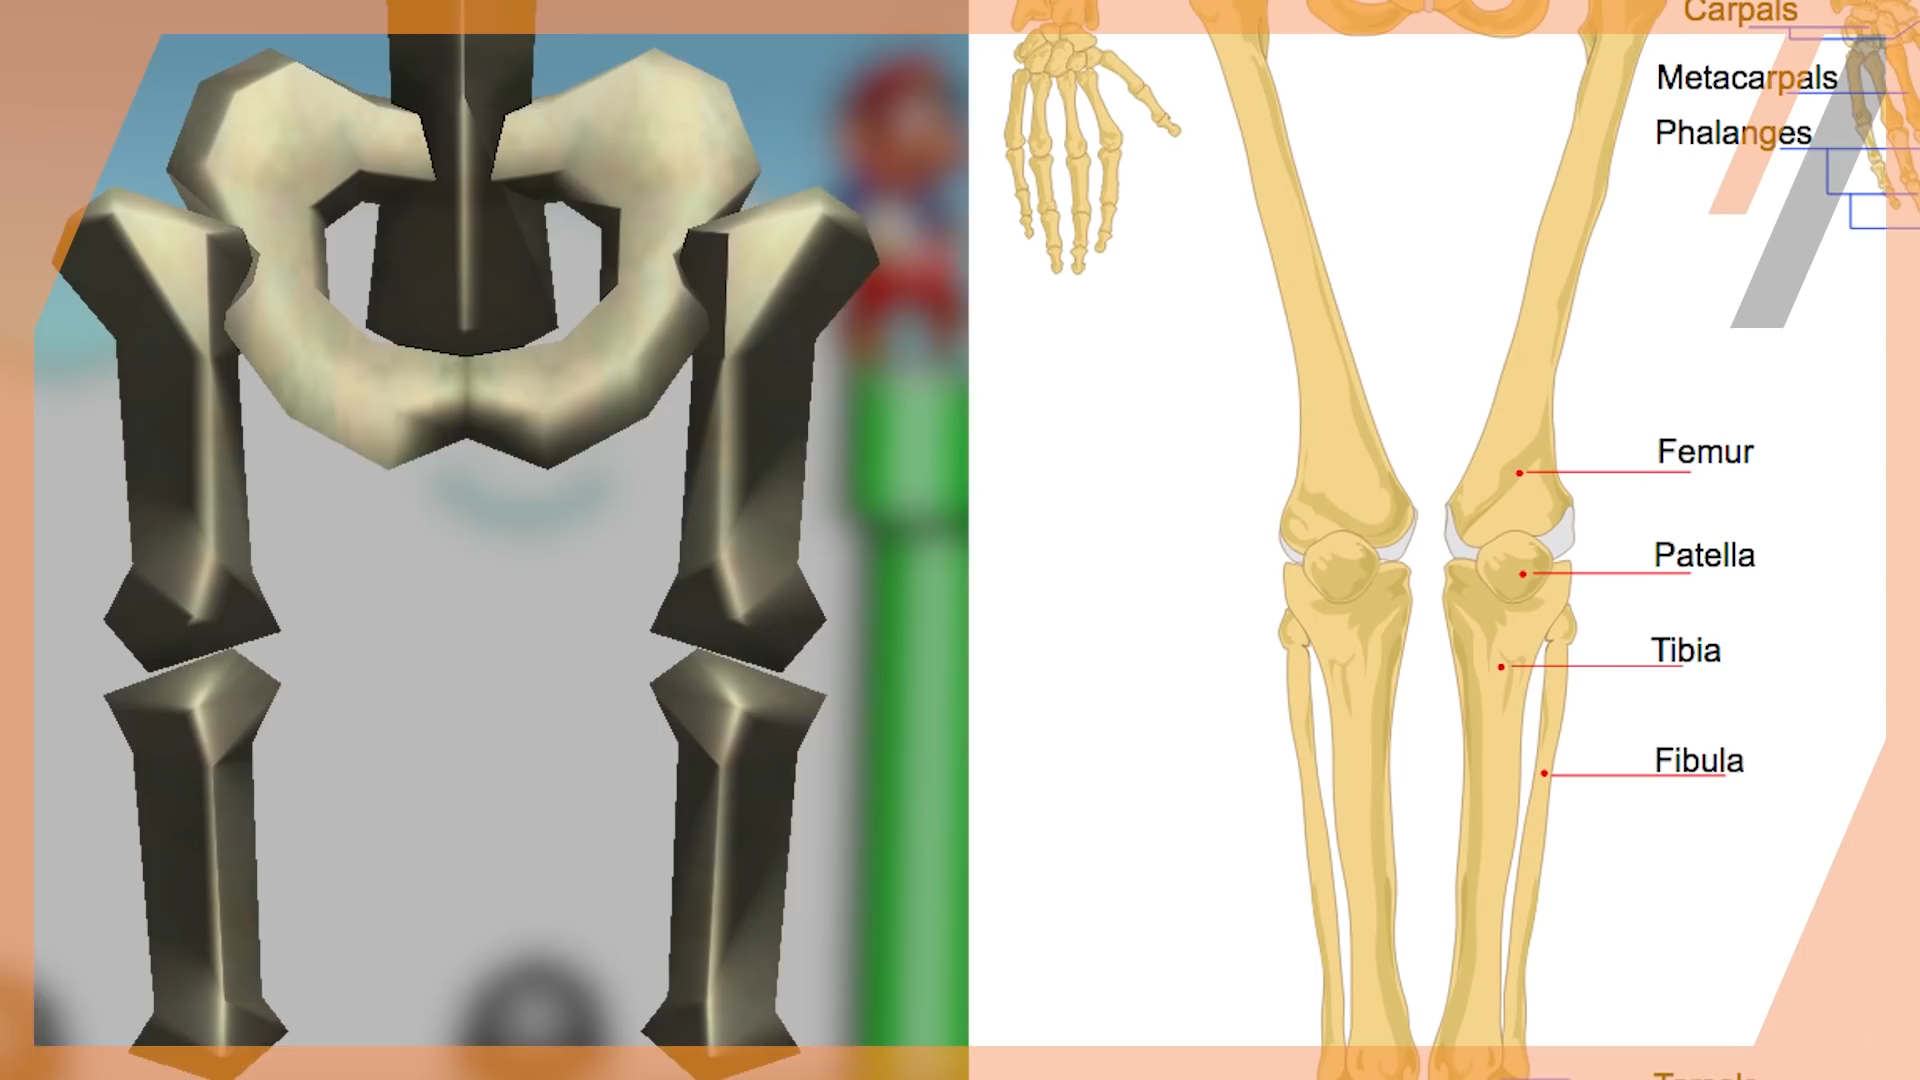 Carpals
Metacarpals
Phalanges
Femur
Patella
Tibia
Fibula